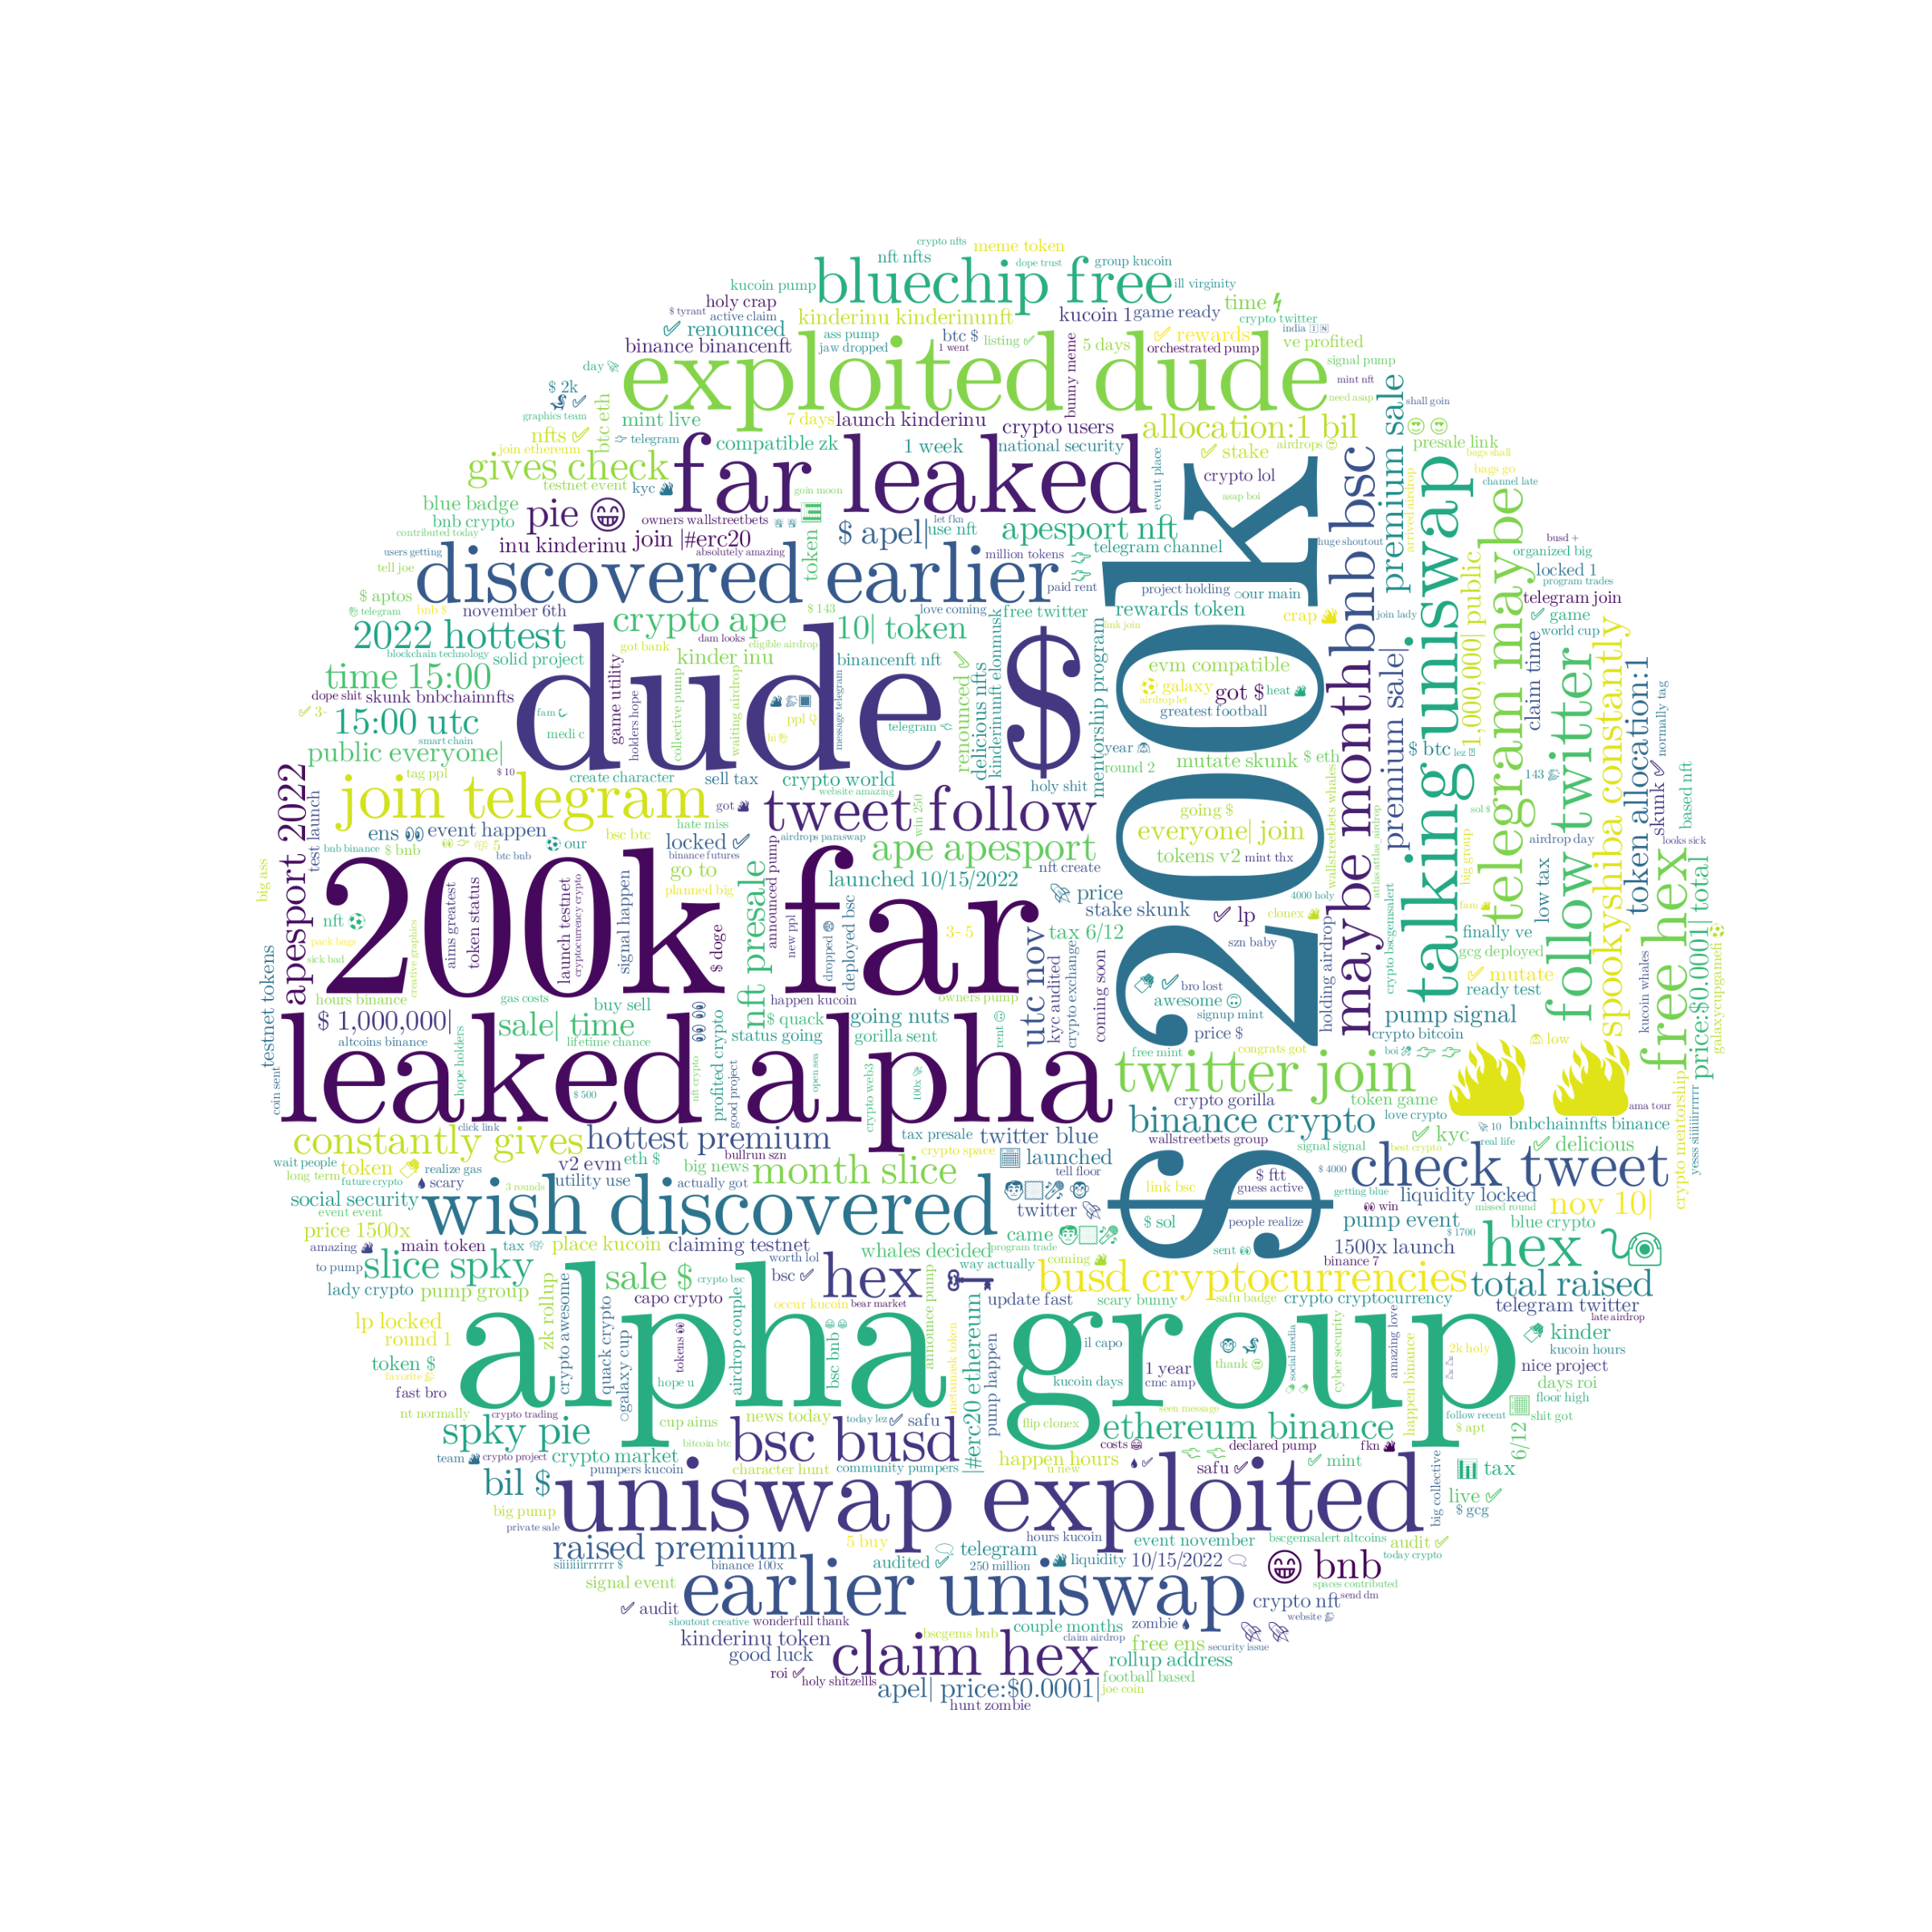 crypto nfts
meme token
nft nfts
dope trust
group kucoin
bluechip free
kucoin pump
ill virginity
holy crap
time
$ tyrant
active claim
kinderinu kinderinunft
kucoin 1
game ready
crypto twitter
✅ renounced
ass pump
btc $
listing ✅
5 days
✅ rewards
india 🇮🇳
ve profited
binance binancenft
jaw dropped
1 went
orchestrated pump
exploited dude
signal pump
day
$ 2k
mint nft
need asap
shall goin
bunny meme
premium sale
graphics team
btc eth
mint live
7 days
launch kinderinu
crypto users
allocation:1 bil
nfts ✅
telegram
compatible zk
1 week
national security
airdrops
presale link
join ethereum
far leaked
✅ stake
bags shall
bags go
gives check
testnet event
kyc
goin moon
event place
crypto lol
channel late
arrived airdrop
blue badge
pie 😁
owners wallstreetbets
let fkn
asap boi
bnb crypto
$ apel|
use nft
apesport nft
contributed today
inu kinderinu
join |#erc20
token
huge shoutout
busd +
users getting
absolutely amazing
million tokens
telegram channel
organized big
tell joe
discovered earlier
paid rent
project holding
our main
locked 1
program trades
$ aptos
telegram join
telegram
bnb $
november 6th
$ 143
love coming
free twitter
rewards token
crap
join lady
✅ game
2022 hottest
crypto ape
10| token
link join
world cup
dam looks
eligible airdrop
blockchain technology
solid project
got bank
kinder inu
binancenft nft
evm compatible
time 15:00
dude $
200k
$
galaxy
got $
heat
airdrop let
greatest football
dope shit
skunk bnbchainnfts
✅ 3-
game utility
holders hope
collective pump
waiting airdrop
ppl
message telegram
renounced ✅
delicious nfts
kinderinunft elonmusk
mentorship program
maybe month
bnb bsc
premium sale|
talking uniswap
1,000,000| public
telegram maybe
follow twitter
spookyshiba constantly
claim time
token allocation:1
normally tag
15:00 utc
fam
medi c
hi
telegram
year
$ btc
lez
public everyone|
smart chain
round 2
mutate skunk
$ eth
143
skunk ✅
tag ppl
$ 10
create character
sell tax
crypto world
holy shit
join telegram
got
website amazing
going $
sol $
based nft
apesport 2022
test launch
tweet follow
win 250
everyone| join
wallstreetbets whales
attlas attlas airdrop
big group
ens 👀
event happen
bsc btc
hate miss
airdrops paraswap
tokens v2
mint thx
airdrop day
looks sick
bnb binance
$ bnb
5
our
btc bnb
locked ✅
binance futures
ape apesport
nft create
low tax
free hex
big ass
200k far
go to
planned big
nft presale
announced pump
launched 10/15/2022
price
4000 holy
fam
price:$0.0001| total
nft
aims greatest
token status
launch testnet
cryptocurrency crypto
signal happen
$ doge
new ppl
dropped
deployed bsc
stake skunk
✅ lp
clonex
holding airdrop
crypto bscgemsalert
finally ve
pack bags
3- 5
utc nov
tax 6/12
szn baby
gcg deployed
galaxycupgamefi
sick bad
creative graphics
testnet tokens
kyc audited
crypto exchange
coming soon
✅
bro lost
✅ mutate
kucoin whales
hours binance
gas costs
buy sell
happen kucoin
owners pump
awesome
ready test
$ 1,000,000|
sale| time
👀 👀
$ quack
going nuts
rent
signup mint
price $
pump signal
coin sent
altcoins binance
hope holders
lifetime chance
profited crypto
status going
gorilla sent
free mint
congrats got
crypto bitcoin
low
leaked alpha
$ 500
nft crypto
good project
open sea
crypto web3
100x
twitter join
boi
🔥 🔥
crypto mentorship
yesss siiiiiirrrrrr
click link
crypto gorilla
token game
ama tour
constantly gives
hottest premium
tax presale
twitter blue
binance crypto
love crypto
10
bnbchainnfts binance
wait people
bullrun szn
crypto space
wallstreetbets group
signal signal
✅ kyc
real life
✅ delicious
long term
token
realize gas
v2 evm
eth $
big news
month slice
launched
tell floor
best crypto
check tweet
future crypto
scary
utility use
actually got
$ ftt
$ 4000
social security
3 rounds
wish discovered
link bsc
guess active
getting blue
👀 win
liquidity locked
missed round
nov 10|
event event
twitter
$ sol
people realize
pump event
blue crypto
price 1500x
main token
tax
place kucoin
claiming testnet
whales decided
program trade
came
sent 👀
1500x launch
$ 1700
hex
amazing
worth lol
way actually
coming
binance 7
to pump
slice spky
sale $
crypto bsc
bsc ✅
hex
busd cryptocurrencies
total raised
lady crypto
pump group
capo crypto
occur kucoin
bear market
update fast
scary bunny
safu badge
crypto cryptocurrency
telegram twitter
late airdrop
lp locked
round 1
zk rollup
crypto awesome
quack crypto
galaxy cup
tokens 👀
airdrop couple
bsc bnb
announce pump
metamask token
|#erc20 ethereum
pump happen
il capo
thank
social media
cyber security
amazing love
happen binance
2k holy
kinder
kucoin hours
token $
favorite
alpha group
hope u
1 year
cmc amp
kucoin days
nice project
days roi
fast bro
floor high
nt normally
crypto trading
cup aims
news today
today lez
✅ safu
flip clonex
seen message
ethereum binance
follow recent
shit got
$ apt
6/12
spky pie
bitcoin btc
bsc busd
costs
declared pump
fkn
team
crypto project
crypto market
pumpers kucoin
character hunt
community pumpers
happen hours
u new
safu ✅
✅ mint
tax
bil $
big pump
private sale
uniswap exploited
big collective
live ✅
$ gcg
raised premium
5 buy
telegram
hours kucoin
event november
bscgemsalert altcoins
audit ✅
siiiiiirrrrrr $
binance 100x
audited ✅
250 million
liquidity 10/15/2022
😁 bnb
today crypto
signal event
earlier uniswap
spaces contributed
send dm
✅ audit
crypto nft
website
shoutout creative
wonderfull thank
couple months
zombie
kinderinu token
bscgems bnb
claim airdrop
free ens
security issue
good luck
claim hex
rollup address
roi ✅
holy shitzellls
football based
apel| price:$0.0001|
joe coin
hunt zombie